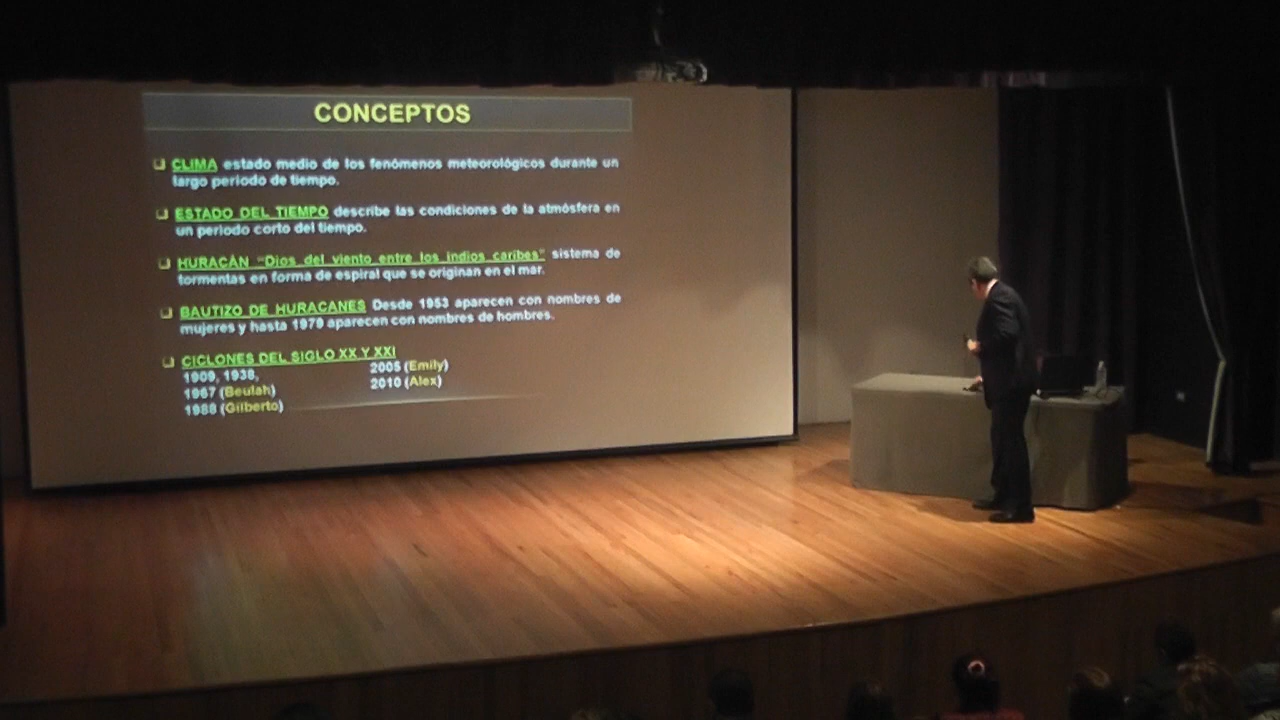 CONCEPTOS
CLIMA estado medio de los fenómenos meteorológicos durante un
largo periodo de tiempo.
ESTADO DEL TIEMPO describe las condiciones de la atmósfera en
un periodo corto del tiempo.
HURACÁN "Dios del viento entre los indios caribes" sistema de
tormentas en forma de espiral que se originan en el mar.
BAUTIZO DE HURACANES Desde 1953 aparecen con nombres de
mujeres y hasta 1979 aparecen con nombres de hombres.
CICLONES DEL SIGLO XX Y XXI
1909, 1938,
1967 (Beulah)
1988 (Gilberto)
2005 (Emily)
2010 (Alex)